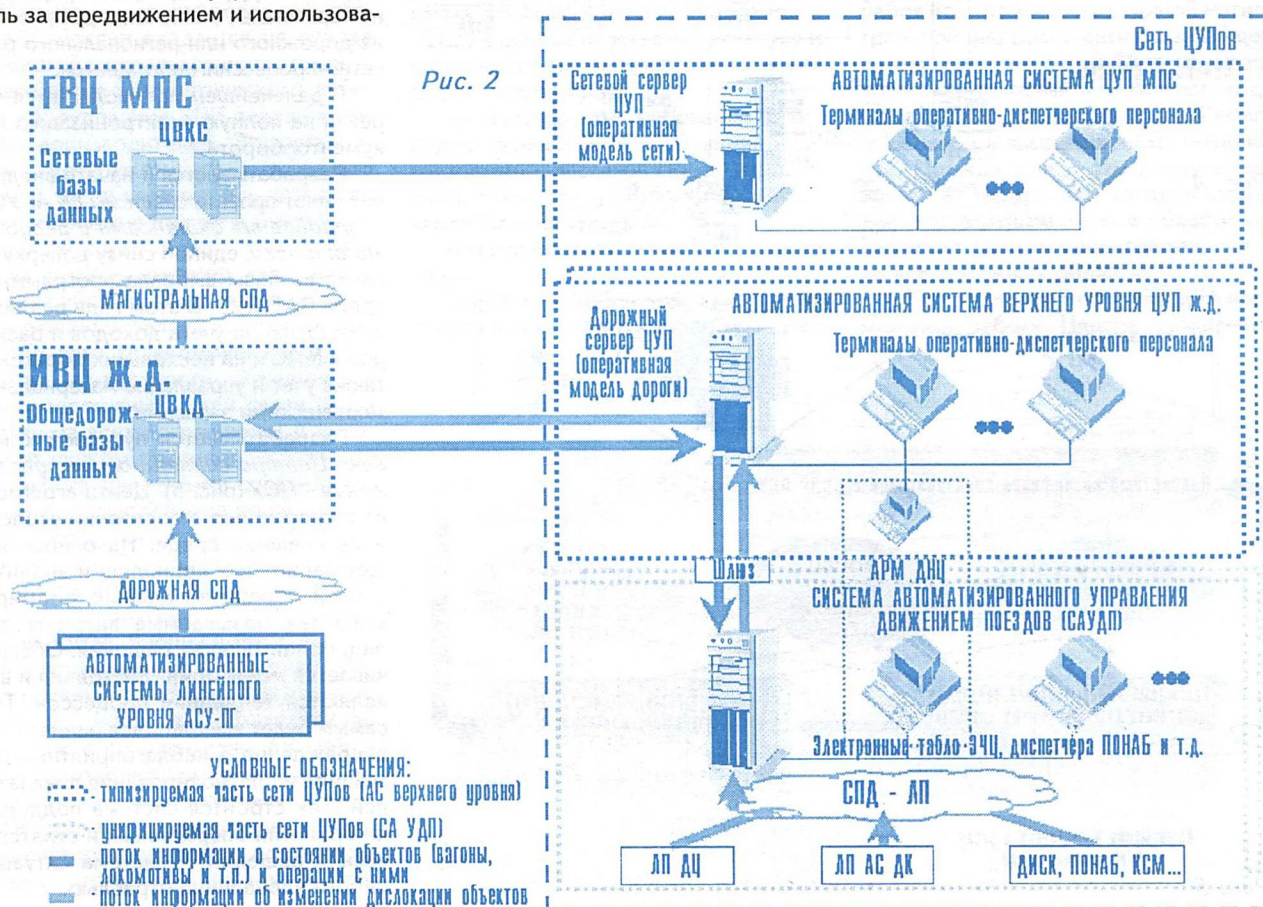 ль за передвижением и использова-
Рис. 2
ГВЦ МПС
ЦВКС
Сетевые
базы
данных
МАГИСТРАЛЬНАЯ СПД
ИВЦ Ж.Д.
ЦВКД
Общедорож-
ные базы
данных
ДОРОЖНАЯ СПД
АВТОМАТИЗИРОВАННЫЕ
СИСТЕМЫ ЛИНЕЙНОГО
УРОВНЯ АСУ-ПГ
УСЛОВНЫЕ ОБОЗНАЧЕНИЯ:
- типизируемая часть сети ЦУПов (АС верхнего уровня)
- унифицируемая часть сети ЦУПов (СА УДП)
- поток информации о состоянии объектов (вагоны,
локомотивы и т.п.) и операции с ними
- поток информации об изменении дислокации объектов
Сеть ЦУПов
Сетевой сервер
ЦУП
(оперативная
модель сети)
АВТОМАТИЗИРОВАННАЯ СИСТЕМА ЦУП МПС
Терминалы оперативно-диспетчерского персонала
АВТОМАТИЗИРОВАННАЯ СИСТЕМА ВЕРХНЕГО УРОВНЯ ЦУП ж.д.
Дорожный
сервер ЦУП
(оперативная
модель дороги)
Терминалы оперативно-диспетчерского персонала
ШЛЮЗ
АРМ ДНЦ
СИСТЕМА АВТОМАТИЗИРОВАННОГО УПРАВЛЕНИЯ
ДВИЖЕНИЕМ ПОЕЗДОВ (САУДП)
Электронные табло ЭЧЦ, диспетчера ПОНАБ и т.д.
СПД - ЛП
ЛП ДЦ
ЛП АС ДК
ДИСК, ПОНАБ, КСМ...